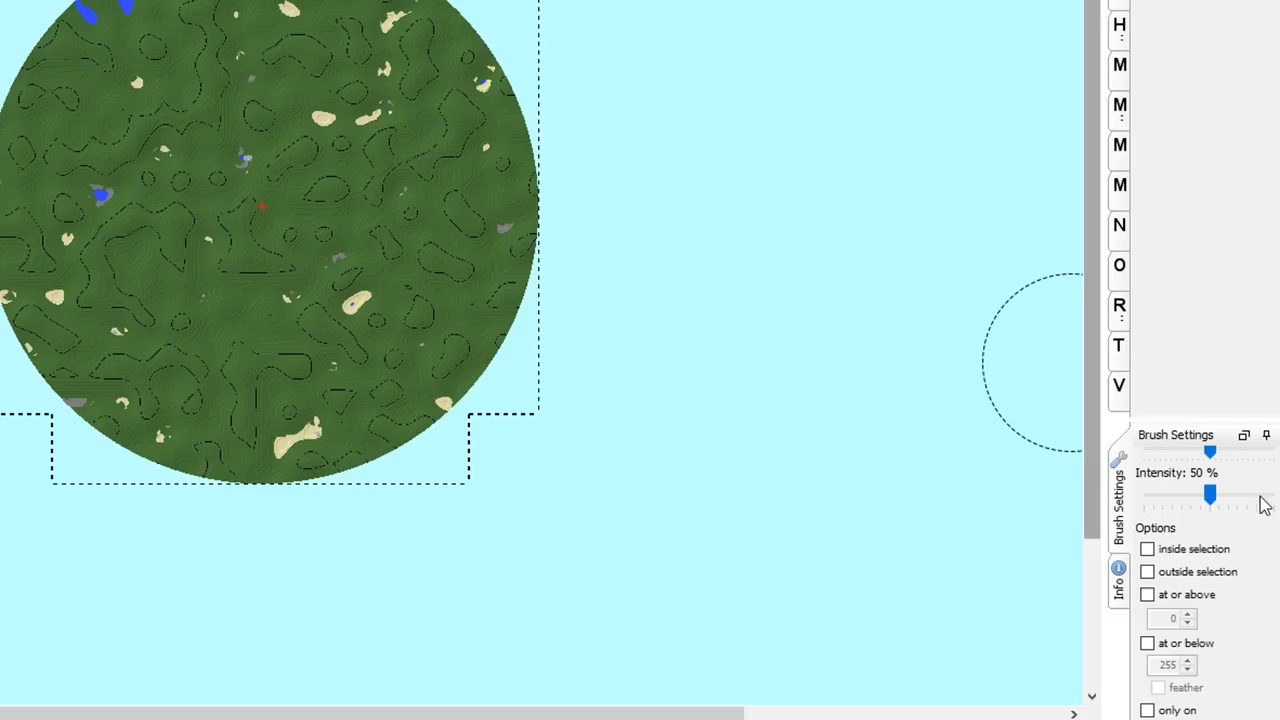 H
:
M
M
:
M
M
N
O
R
:
T
V
Brush Settings
Intensity: 50 %
Brush Settings
Options
inside selection
outside selection
at or above
0
Info
at or below
255
feather
only on